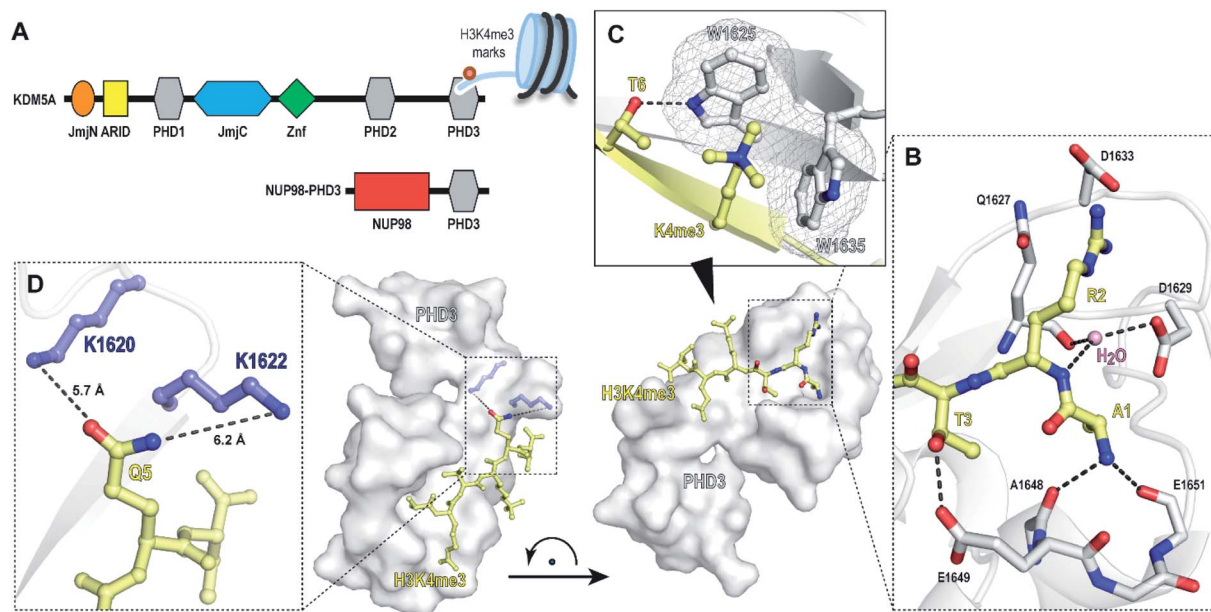 A
H3K4me3
marks
KDM5A
JmjN ARID PHD1 JmjC Znf PHD2 PHD3
NUP98-PHD3
NUP98 PHD3
C
W1625
T6
K4me3
W1635
B
D1633
Q1627
R2
D1629
H₂O
T3
A1
A1648
E1651
E1649
D
K1620
K1622
5.7 Å
6.2 Å
Q5
PHD3
H3K4me3
H3K4me3
PHD3